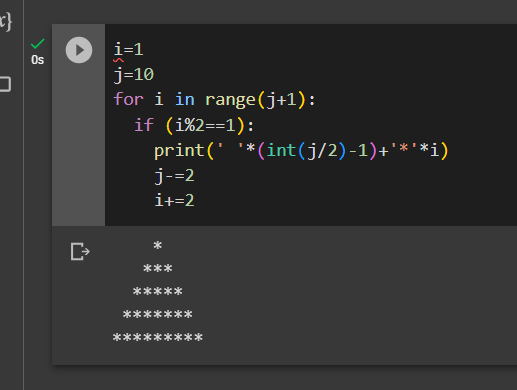 x}
0s
i=1
j=10
for i in range(j+1):
  if (i%2==1):
    print(' '*(int(j/2)-1)+'*'*i)
    j-=2
    i+=2
    *
   ***
  *****
 *******
*********